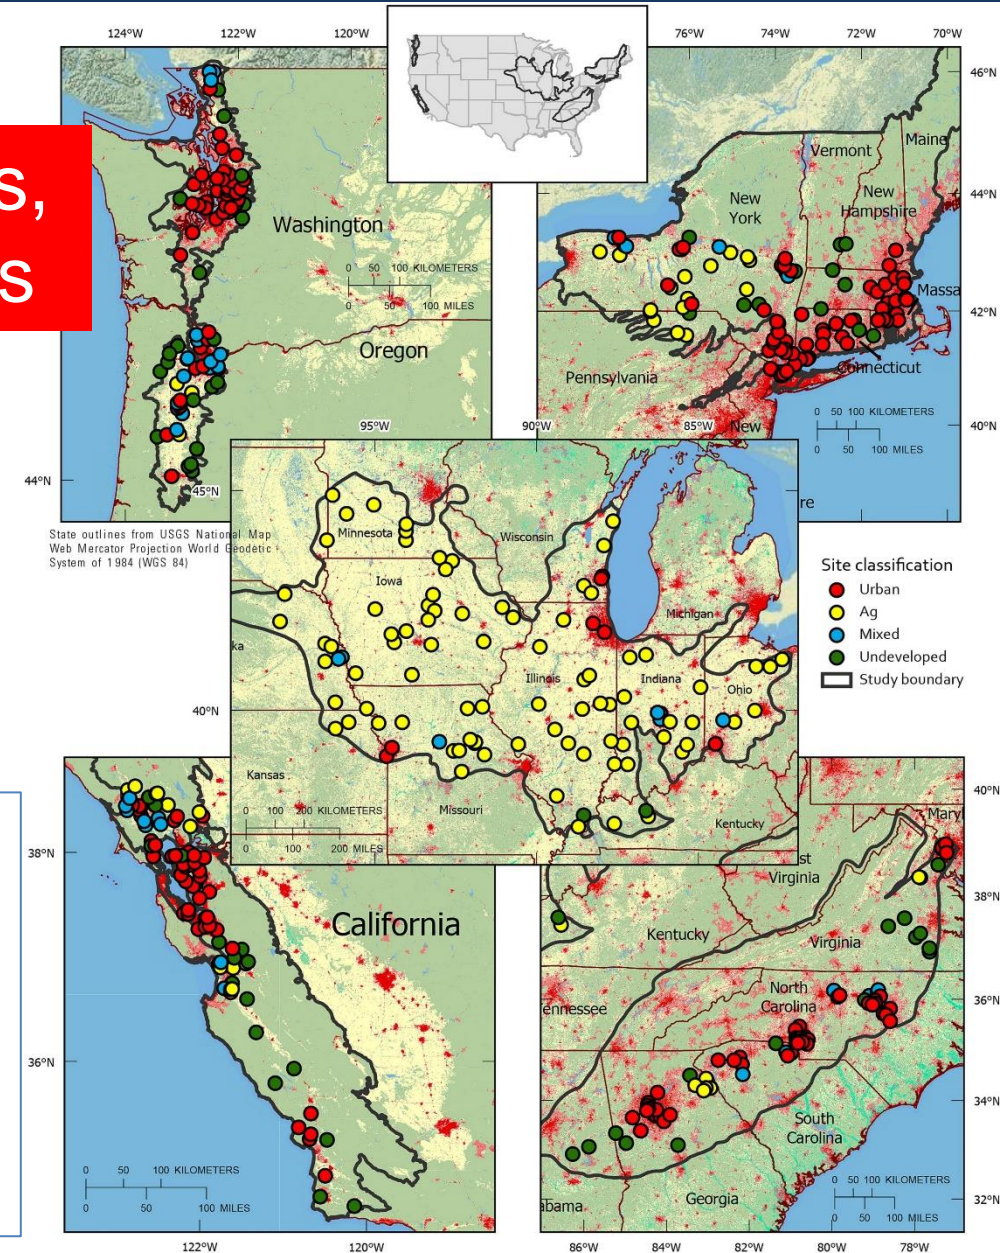 s,
s
124°W 122°W 120°W
Washington
0 50 100 KILOMETERS
0 50 100 MILES
Oregon
44°N
State outlines from USGS National Map
Web Mercator Projection World Geodetic
System of 1984 (WGS 84)
76°W 74°W 72°W 70°W
46°N
Vermont
Maine
44°N
New
York
New
Hampshire
Massa
42°N
Connecticut
Pennsylvania
New
0 50 100 KILOMETERS
0 50 100 MILES
40°N
re
95°W 90°W 85°W
45°N
Minnesota
Wisconsin
Iowa
Michigan
ka
Illinois
Indiana
Ohio
40°N
Kansas
Missouri
Kentucky
0 100 200 KILOMETERS
0 100 200 MILES
Site classification
Urban
Ag
Mixed
Undeveloped
Study boundary
38°N
California
36°N
0 50 100 KILOMETERS
0 50 100 MILES
122°W 120°W
40°N
Maryl
st
Virginia
38°N
Kentucky
Virginia
36°N
North
Carolina
ennessee
34°N
South
Carolina
0 50 100 KILOMETERS
0 50 100 MILES
abama
Georgia
32°N
86°W 84°W 82°W 80°W 78°W